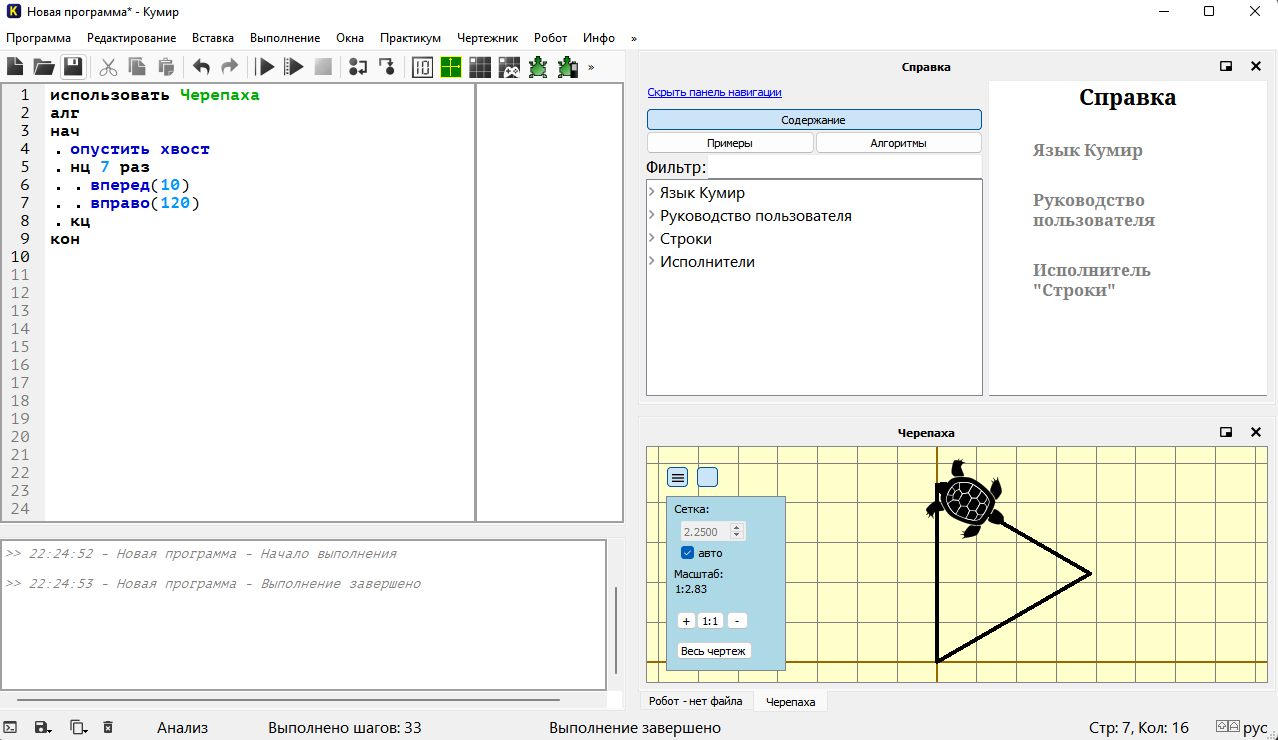 Новая программа* - Кумир
Программа Редактирование Вставка Выполнение Окна Практикум Чертежник Робот Инфо »
»
1 использовать Черепаха
2 алг
3 нач
4 . опустить хвост
5 . нц 7 раз
6 . . вперед(10)
7 . . вправо(120)
8 . кц
9 кон
10
11
12
13
14
15
16
17
18
19
20
21
22
23
24
>> 22:24:52 - Новая программа - Начало выполнения
>> 22:24:53 - Новая программа - Выполнение завершено
Справка
Скрыть панель навигации
Содержание
Примеры Алгоритмы
Фильтр:
Язык Кумир
Руководство пользователя
Строки
Исполнители
Справка
Язык Кумир
Руководство
пользователя
Исполнитель
"Строки"
Черепаха
Сетка:
2.2500
авто
Масштаб:
1:2.83
+ 1:1 -
Весь чертеж
Робот - нет файла Черепаха
Анализ Выполнено шагов: 33 Выполнение завершено Стр: 7, Кол: 16 рус